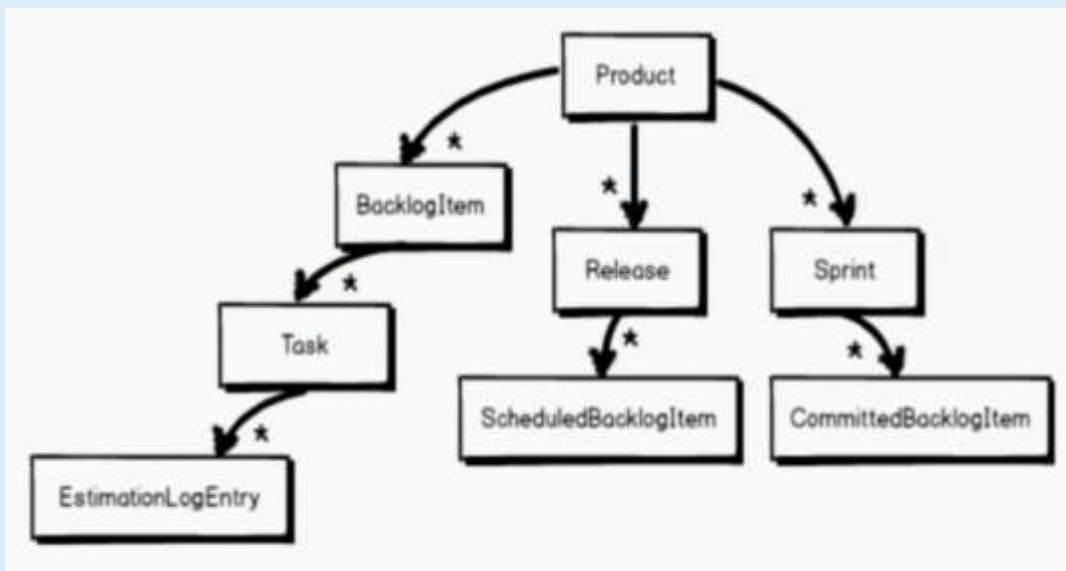 Product
*
*
*
BacklogItem
Release
Sprint
*
*
*
Task
ScheduledBacklogItem
CommittedBacklogItem
*
EstimationLogEntry